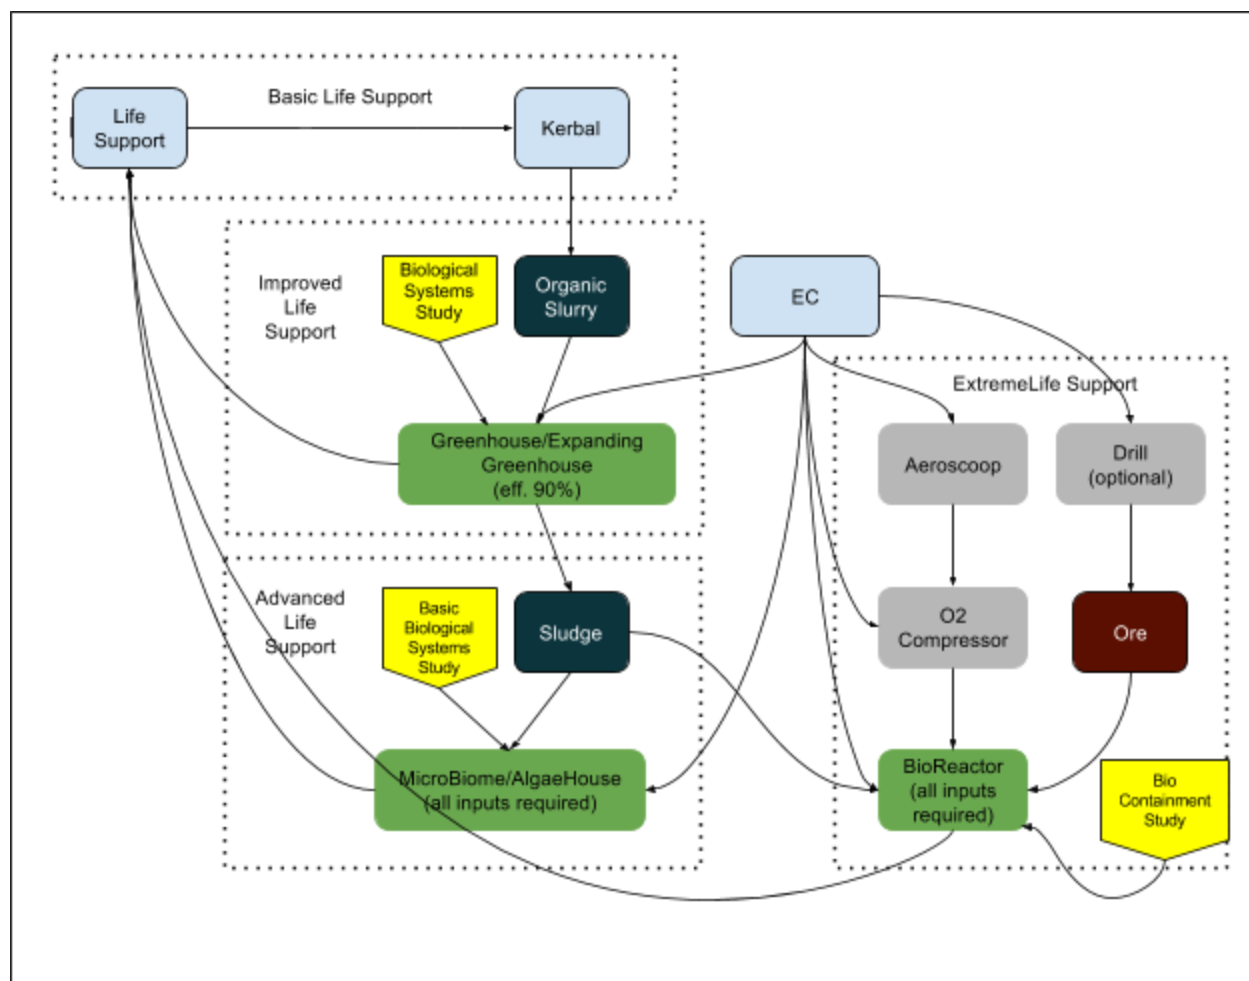 Basic Life Support
Life
Support
Kerbal
Improved
Life
Support
Biological
Systems
Study
Organic
Slurry
EC
ExtremeLife Support
Greenhouse/Expanding
Greenhouse
(eff. 90%)
Aeroscoop
Drill
(optional)
Advanced
Life
Support
Basic
Biological
Systems
Study
Sludge
O2
Compressor
Ore
MicroBiome/AlgaeHouse
(all inputs required)
BioReactor
(all inputs
required)
Bio
Containment
Study